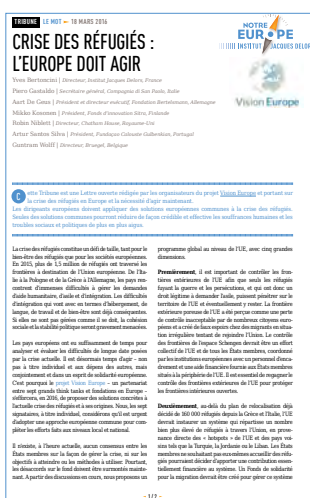 TRIBUNE LE MOT 18 MARS 2016
NOTRE
EUROPE
INSTITUT JACQUES DELORS
CRISE DES RÉFUGIÉS :
L'EUROPE DOIT AGIR
Vision Europe
Yves Bertoncini | Directeur, Institut Jacques Delors, France
Piero Gastaldo | Secrétaire général, Compagnia di San Paolo, Italie
Aart De Geus | Président et directeur exécutif, Fondation Bertelsmann, Allemagne
Mikko Kosonen | Président, Fonds d'innovation Sitra, Finlande
Robin Niblett | Directeur, Chatham House, Royaume-Uni
Artur Santos Silva | Président, Fundaçao Calouste Gulbenkian, Portugal
Guntram Wolff | Directeur, Bruegel, Belgique
Cette Tribune est une Lettre ouverte rédigée par les organisateurs du projet Vision Europe et portant sur
la crise des réfugiés en Europe et la nécessité d'agir maintenant.
Les dirigeants européens doivent appliquer des solutions européennes communes à la crise des réfugiés.
Seules des solutions communes pourront réduire de façon crédible et effective les souffrances humaines et les
troubles sociaux et politiques de plus en plus aigus.
La crise des réfugiés constitue un défi de taille, tant pour le
bien-être des réfugiés que pour les sociétés européennes.
En 2015, plus de 1,5 million de réfugiés ont traversé les
frontières à destination de l'Union européenne. De l'Ita-
lie à la Pologne et de la Grèce à l'Allemagne, les pays ren-
contrent d'immenses difficultés à gérer les demandes
d'aide humanitaire, d'asile et d'intégration. Les difficultés
d'intégration qui vont avec en termes d'hébergement, de
langue, de travail et de bien-être sont déjà conséquentes.
Si elles ne sont pas gérées comme il se doit, la cohésion
sociale et la stabilité politique seront gravement menacées.
Les pays européens ont eu suffisamment de temps pour
analyser et évaluer les difficultés de longue date posées
par la crise actuelle. Il est désormais temps d'agir - non
pas à titre individuel et aux dépens des autres, mais
conjointement et dans un esprit de solidarité européenne.
C'est pourquoi le projet Vision Europe - un partenariat
entre sept grands think tanks et fondations en Europe -
s'efforcera, en 2016, de proposer des solutions concrètes à
l'actuelle crise des réfugiés et à ses origines. Nous, les sept
signataires, à titre individuel, considérons qu'il est urgent
d'adopter une approche européenne commune pour com-
pléter les efforts faits aux niveaux local et national.
Il n'existe, à l'heure actuelle, aucun consensus entre les
États membres sur la façon de gérer la crise, ni sur les
objectifs à atteindre ou les méthodes à utiliser. Pourtant,
les désaccords sur le fond doivent être surmontés mainte-
nant. A partir des discussions en cours, nous proposons un
programme global au niveau de l'UE, avec cinq grandes
dimensions.
Premièrement, il est important de contrôler les fron-
tières extérieures de l'UE afin que seuls les réfugiés
fuyant la guerre et les persécutions, et qui ont donc un
droit légitime à demander l'asile, puissent pénétrer sur le
territoire de l'UE et éventuellement y rester. La frontière
extérieure poreuse de l'UE a été perçue comme une perte
de contrôle inacceptable par de nombreux citoyens euro-
péens et a créé de faux espoirs chez des migrants en situa-
tion irrégulière tentant de rejoindre l'Union. Le contrôle
des frontières de l'espace Schengen devrait être un effort
collectif de l'UE et de tous les États membres, coordonné
par les institutions européennes avec un personnel d'enca-
drement et une aide financière fournis aux États membres
situés à la périphérie de l'UE. Il est essentiel de regagner le
contrôle des frontières extérieures de l'UE pour protéger
les frontières intérieures ouvertes.
Deuxièmement, au-delà du plan de relocalisation déjà
décidé de 160 000 réfugiés depuis la Grèce et l'Italie, l'UE
devrait instaurer un système qui répartisse un nombre
bien plus élevé de réfugiés à travers l'Union, en prove-
nance directe des « hotspots » de l'UE et des pays voi-
sins tels que la Turquie, la Jordanie ou le Liban. Les États
membres ne souhaitant pas eux-mêmes accueillir des réfu-
giés pourraient décider d'apporter une contribution essen-
tiellement financière au système. Un Fonds de solidarité
pour la migration devrait être créé pour gérer ce système
1/2